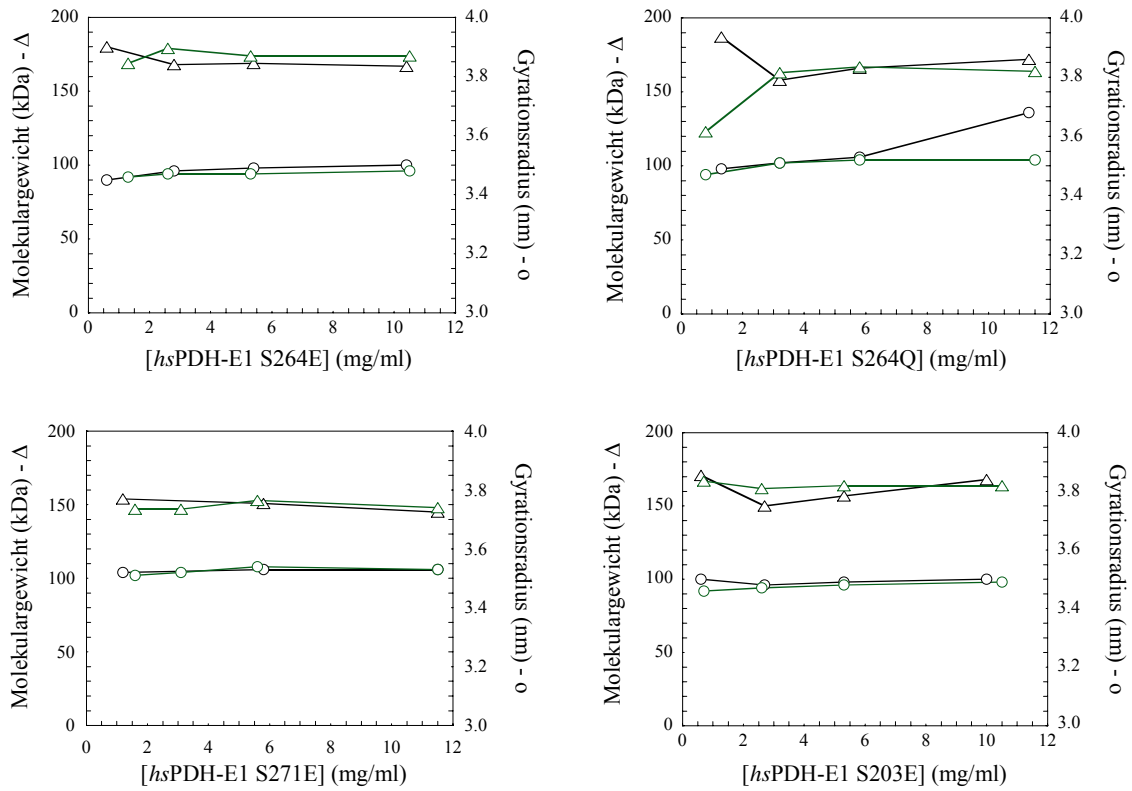 Molekulargewicht (kDa) - Δ
200
150
100
50
0
4.0
3.8
3.6
3.4
3.2
3.0
Gyrationsradius (nm) - o
0 2 4 6 8 10 12
[hsPDH-E1 S264E] (mg/ml)
Molekulargewicht (kDa) - Δ
200
150
100
50
0
4.0
3.8
3.6
3.4
3.2
3.0
Gyrationsradius (nm) - o
0 2 4 6 8 10 12
[hsPDH-E1 S264Q] (mg/ml)
Molekulargewicht (kDa) - Δ
200
150
100
50
0
4.0
3.8
3.6
3.4
3.2
3.0
Gyrationsradius (nm) - o
0 2 4 6 8 10 12
[hsPDH-E1 S271E] (mg/ml)
Molekulargewicht (kDa) - Δ
200
150
100
50
0
4.0
3.8
3.6
3.4
3.2
3.0
Gyrationsradius (nm) - o
0 2 4 6 8 10 12
[hsPDH-E1 S203E] (mg/ml)